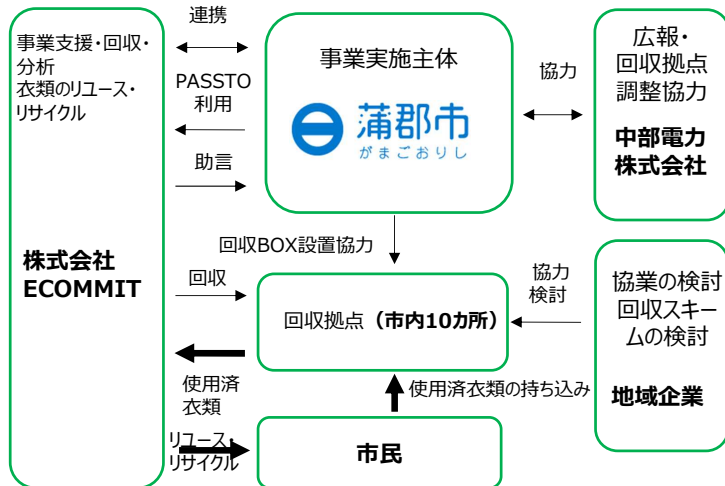 事業支援・回収・
分析
衣類のリユース・
リサイクル
株式会社
ECOMMIT
連携
PASSTO
利用
助言
事業実施主体
蒲郡市
がまごおりし
協力
広報・
回収拠点
調整協力
中部電力
株式会社
回収BOX設置協力
回収
回収拠点（市内10カ所）
協力
検討
協業の検討
回収スキー
ムの検討
地域企業
使用済
衣類
使用済衣類の持ち込み
リユース・
リサイクル
市民